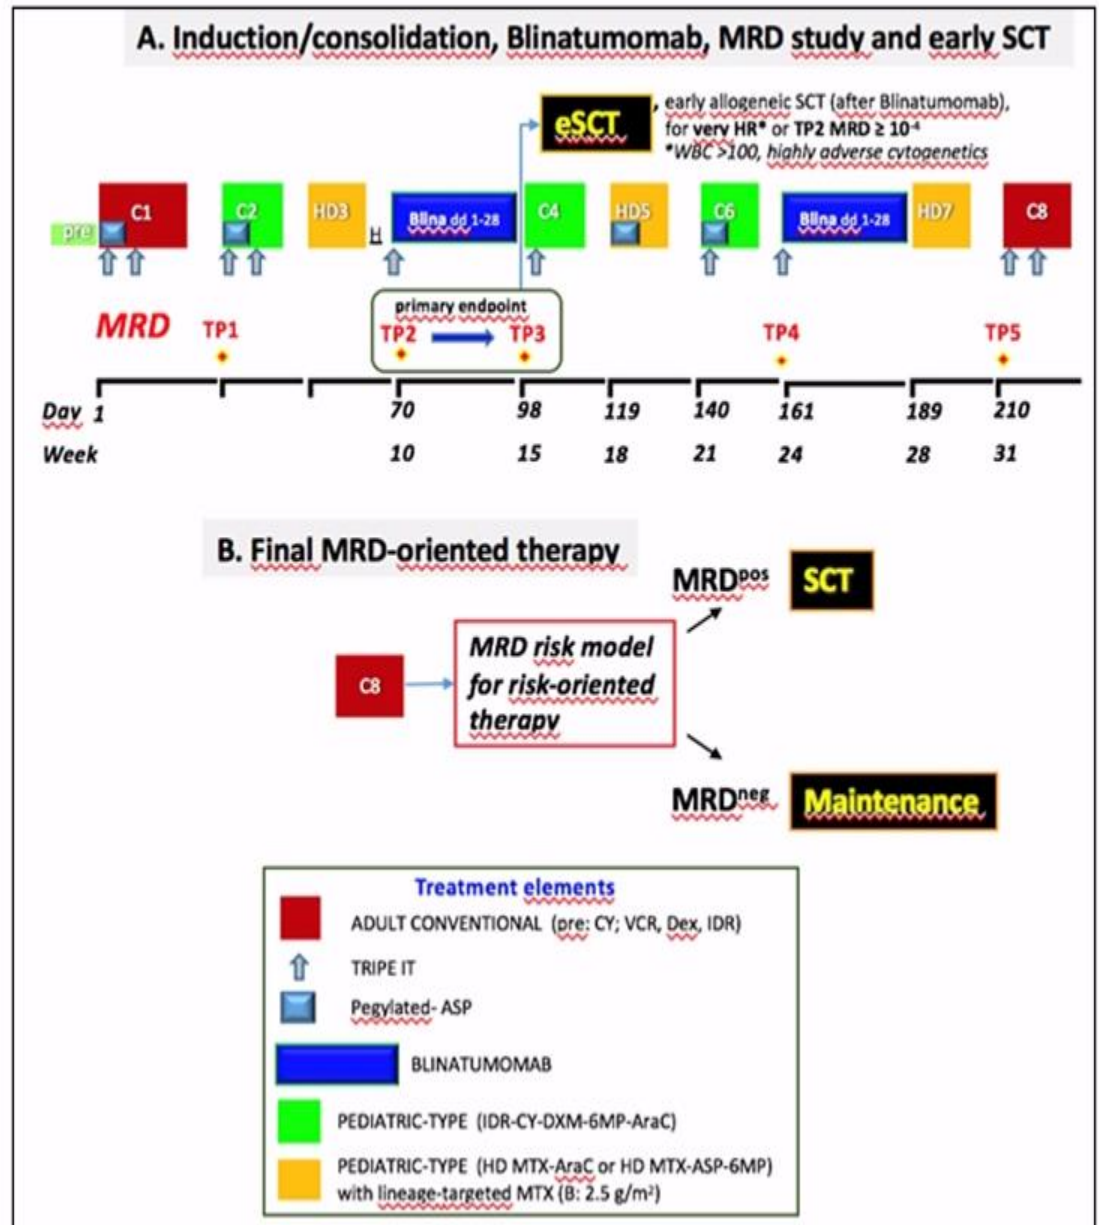 A. Induction/consolidation, Blinatumomab, MRD study and early SCT
eSCT
, early allogeneic SCT (after Blinatumomab),
for very HR* or TP2 MRD ≥ 10⁻⁴
*WBC >100, highly adverse cytogenetics
pre C1 C2 HD3 H Blina dd 1-28 C4 HD5 C6 Blina dd 1-28 HD7 C8
primary endpoint
MRD TP1 TP2 TP3 TP4 TP5
Day 1 70 98 119 140 161 189 210
Week 10 15 18 21 24 28 31
B. Final MRD-oriented therapy
MRDᵖᵒˢ SCT
C8
MRD risk model
for risk-oriented
therapy
MRDⁿᵉᵍ Maintenance
Treatment elements
ADULT CONVENTIONAL (pre: CY; VCR, Dex, IDR)
TRIPE IT
Pegylated- ASP
BLINATUMOMAB
PEDIATRIC-TYPE (IDR-CY-DXM-6MP-AraC)
PEDIATRIC-TYPE (HD MTX-AraC or HD MTX-ASP-6MP)
with lineage-targeted MTX (B: 2.5 g/m²)